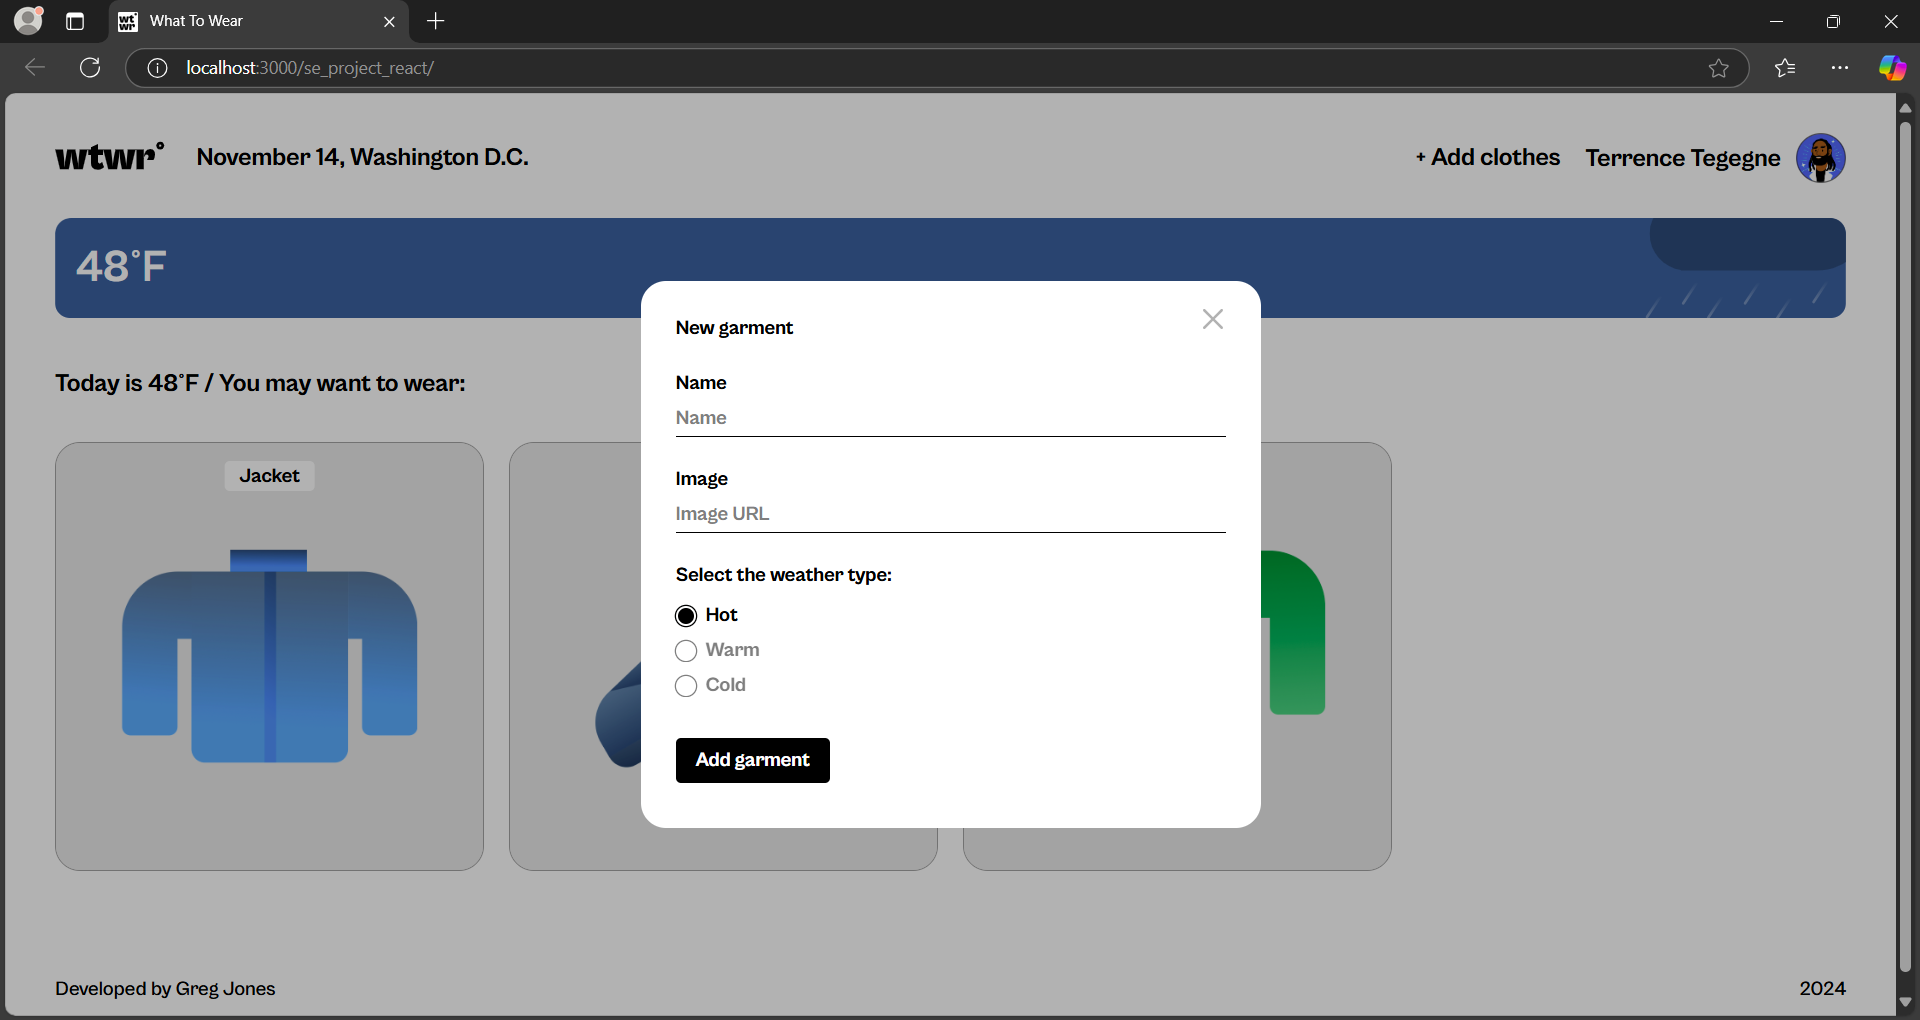 wt
wr
What To Wear
localhost:3000/se_project_react/
wtwr°
November 14, Washington D.C.
+ Add clothes
Terrence Tegegne
48°F
Today is 48°F / You may want to wear:
Jacket
New garment
Name
Name
Image
Image URL
Select the weather type:
Hot
Warm
Cold
Add garment
Developed by Greg Jones
2024